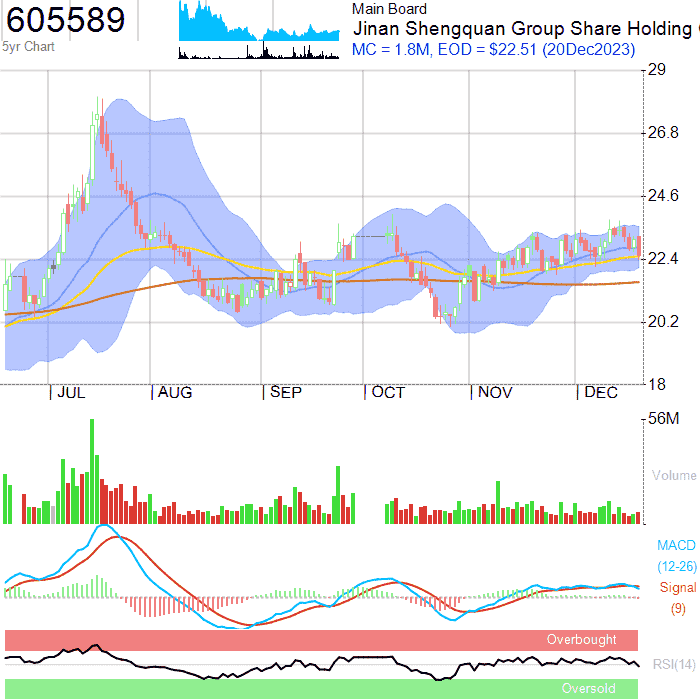 605589
5yr Chart
Main Board
Jinan Shengquan Group Share Holding
MC = 1.8M, EOD = $22.51 (20Dec2023)
29
26.8
24.6
22.4
20.2
18
JUL AUG SEP OCT NOV DEC
56M
Volume
MACD
(12-26)
Signal
(9)
Overbought
RSI(14)
Oversold